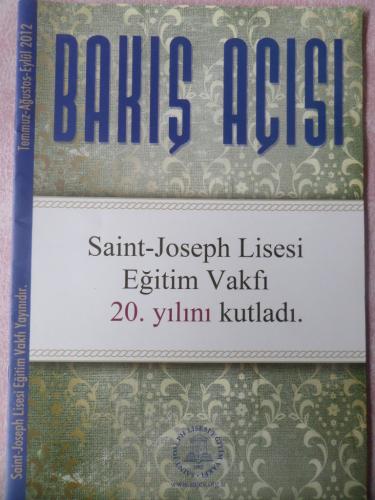 Temmuz-Ağustos-Eylül 2012
BAKIŞ AÇISI
Saint-Joseph Lisesi
Eğitim Vakfı
20. yılını kutladı.
Saint-Joseph Lisesi Eğitim Vakfı Yayınıdır.